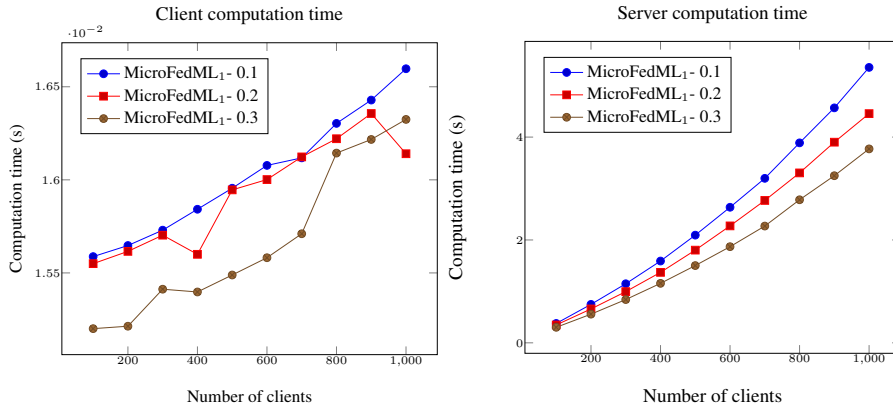 Client computation time
·10⁻²
Computation time (s)
1.65
1.6
1.55
MicroFedML₁- 0.1
MicroFedML₁- 0.2
MicroFedML₁- 0.3
200 400 600 800 1,000
Number of clients
Server computation time
Computation time (s)
4
2
0
MicroFedML₁- 0.1
MicroFedML₁- 0.2
MicroFedML₁- 0.3
200 400 600 800 1,000
Number of clients